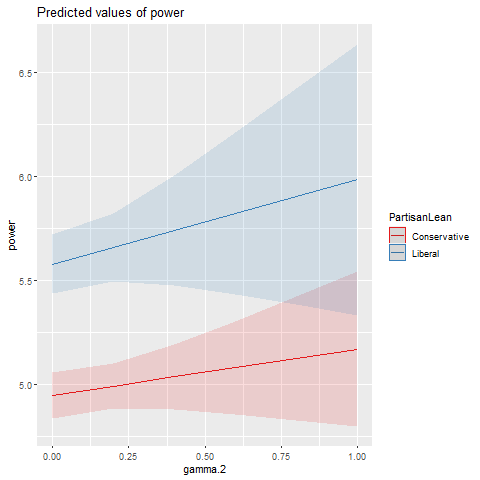 Predicted values of power
6.5
6.0
5.5
5.0
power
0.00 0.25 0.50 0.75 1.00
gamma.2
PartisanLean
Conservative
Liberal